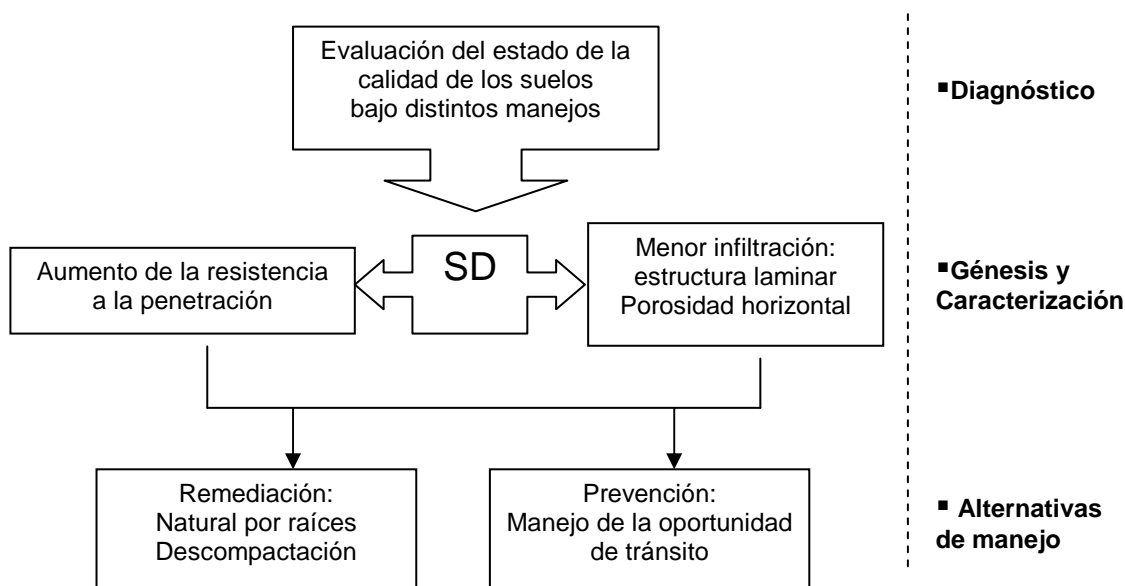 Evaluación del estado de la
calidad de los suelos
bajo distintos manejos
▪Diagnóstico
Aumento de la resistencia
a la penetración
SD
Menor infiltración:
estructura laminar
Porosidad horizontal
▪Génesis y
Caracterización
Remediación:
Natural por raíces
Descompactación
Prevención:
Manejo de la oportunidad
de tránsito
▪ Alternativas
de manejo